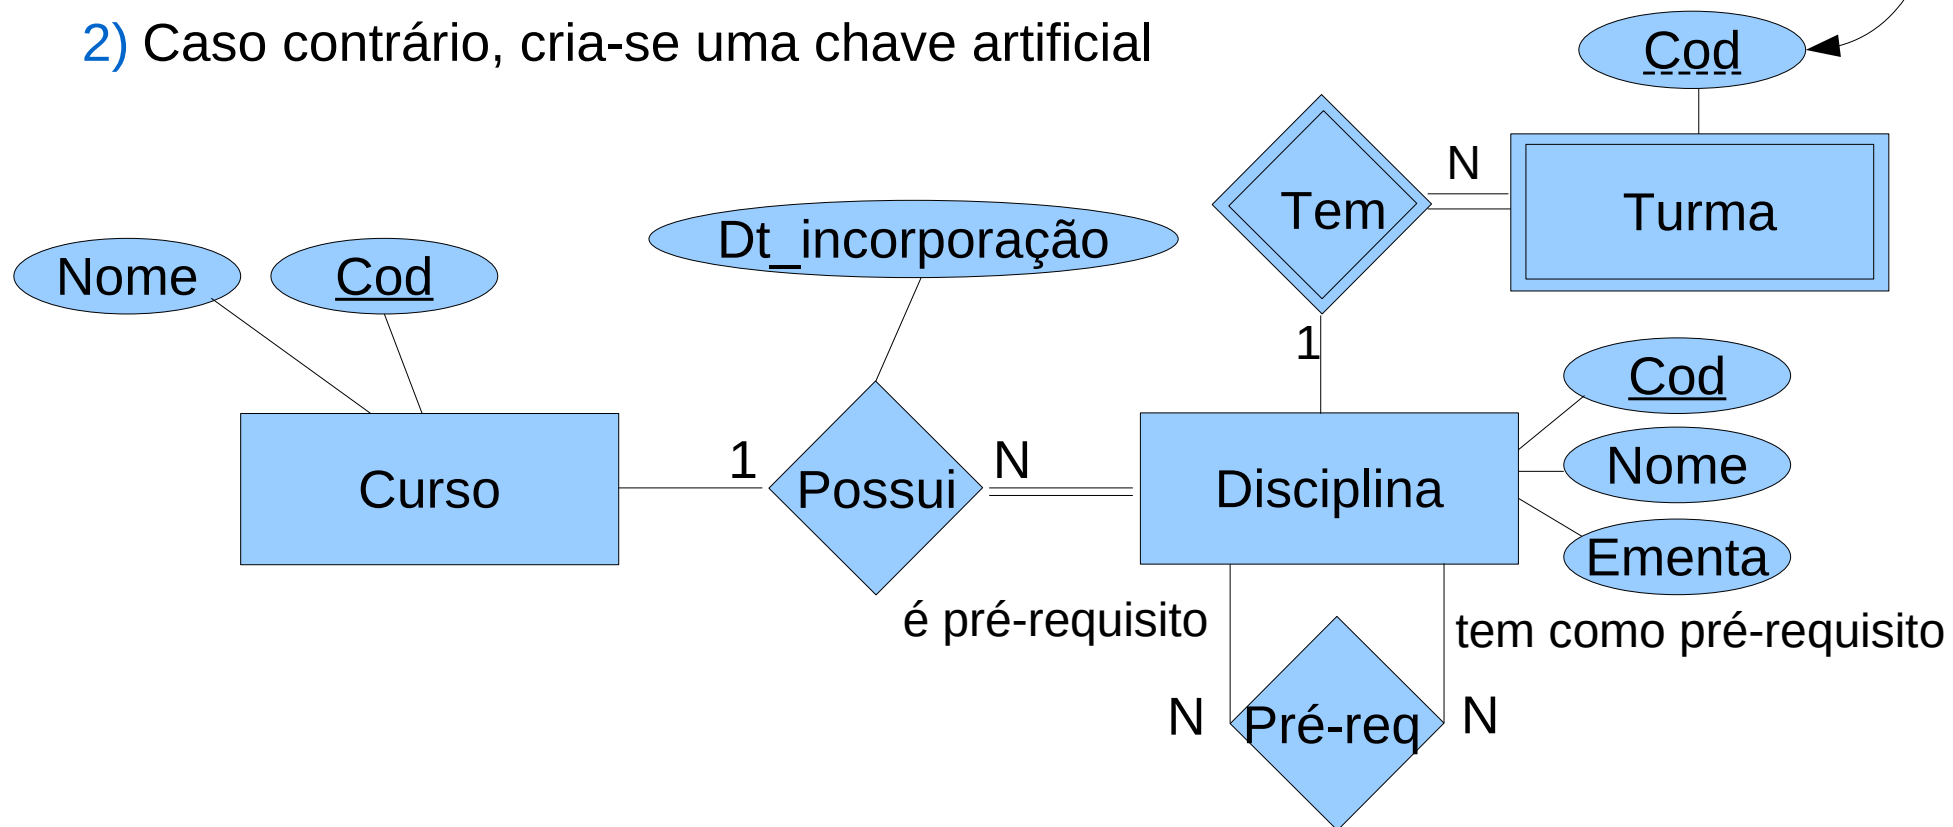 2) Caso contrário, cria-se uma chave artificial
Cod
N
Tem
Turma
Dt_incorporação
Nome
Cod
1
Cod
1
N
Nome
Curso
Possui
Disciplina
Ementa
é pré-requisito
tem como pré-requisito
N
Pré-req
N